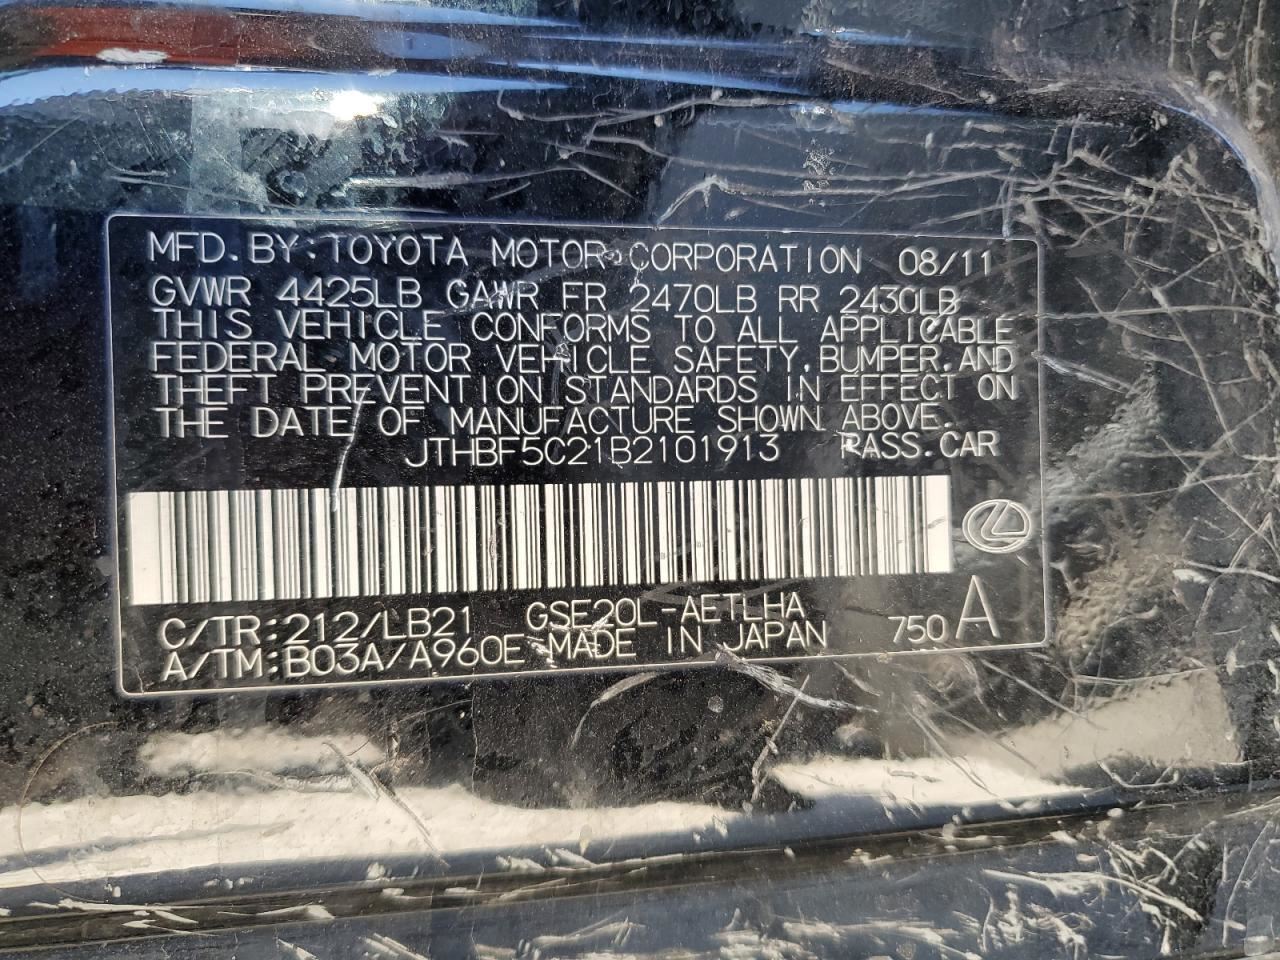 MFD.BY:TOYOTA MOTOR CORPORATION 08/11
GVWR 4425LB GAWR FR 2470LB RR 2430LB
THIS VEHICLE CONFORMS TO ALL APPLICABLE
FEDERAL MOTOR VEHICLE SAFETY,BUMPER,AND
THEFT PREVENTION STANDARDS IN EFFECT ON
THE DATE OF MANUFACTURE SHOWN ABOVE.
JTHBF5C21B2101913 PASS.CAR
C/TR:212/LB21 GSE20L-AETLHA
A/TM:B03A/A960E MADE IN JAPAN 750 A